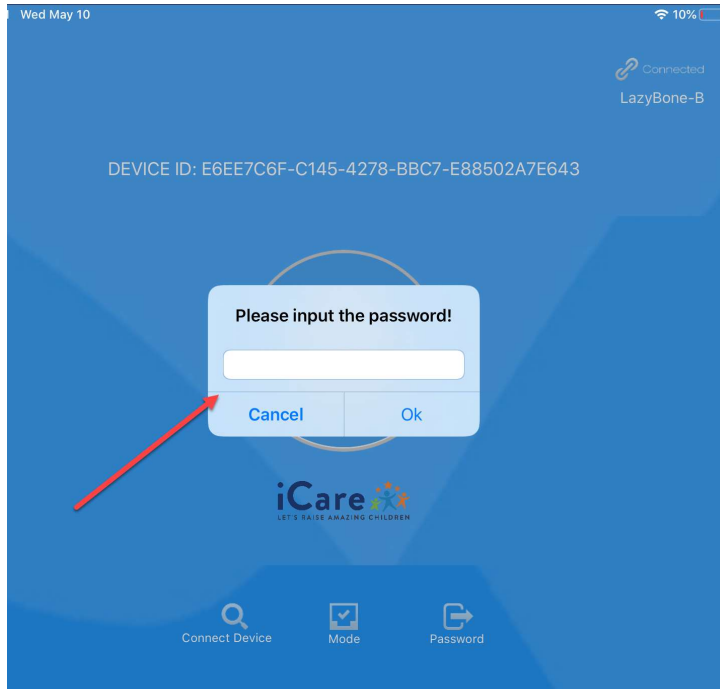 Wed May 10
10%
Connected
LazyBone-B
DEVICE ID: E6EE7C6F-C145-4278-BBC7-E88502A7E643
Please input the password!
Cancel
Ok
iCare
LET'S RAISE AMAZING CHILDREN
Connect Device
Mode
Password